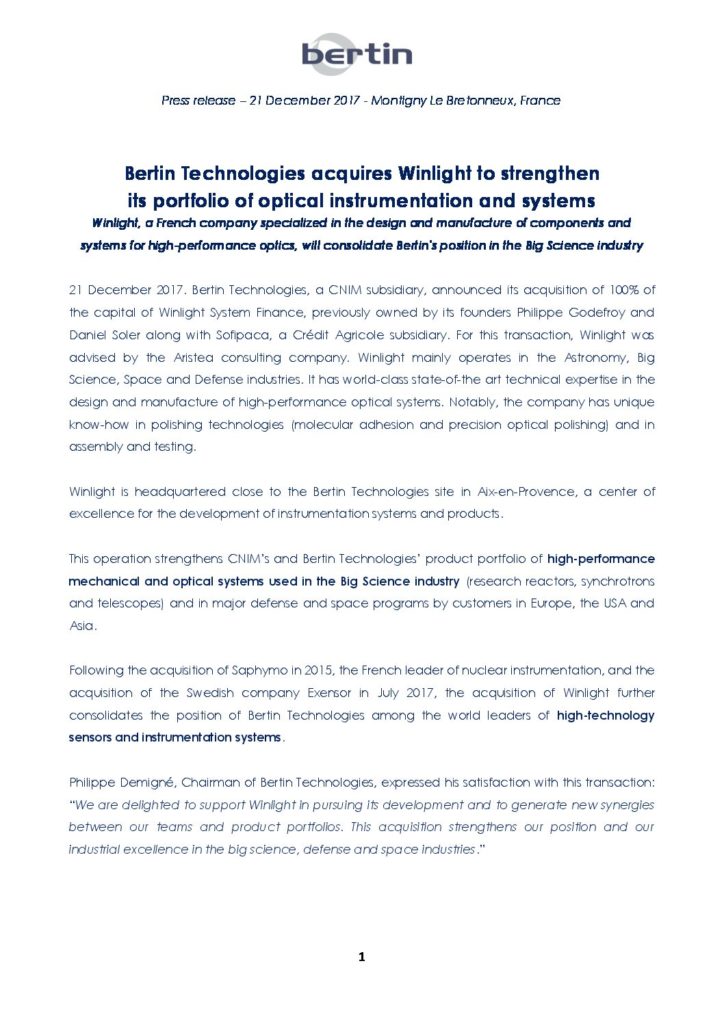 bertin
Press release – 21 December 2017 - Montigny Le Bretonneux, France
Bertin Technologies acquires Winlight to strengthen
its portfolio of optical instrumentation and systems
Winlight, a French company specialized in the design and manufacture of components and
systems for high-performance optics, will consolidate Bertin's position in the Big Science industry
21 December 2017. Bertin Technologies, a CNIM subsidiary, announced its acquisition of 100% of
the capital of Winlight System Finance, previously owned by its founders Philippe Godefroy and
Daniel Soler along with Sofipaca, a Crédit Agricole subsidiary. For this transaction, Winlight was
advised by the Aristea consulting company. Winlight mainly operates in the Astronomy, Big
Science, Space and Defense industries. It has world-class state-of-the art technical expertise in the
design and manufacture of high-performance optical systems. Notably, the company has unique
know-how in polishing technologies (molecular adhesion and precision optical polishing) and in
assembly and testing.
Winlight is headquartered close to the Bertin Technologies site in Aix-en-Provence, a center of
excellence for the development of instrumentation systems and products.
This operation strengthens CNIM's and Bertin Technologies' product portfolio of high-performance
mechanical and optical systems used in the Big Science industry (research reactors, synchrotrons
and telescopes) and in major defense and space programs by customers in Europe, the USA and
Asia.
Following the acquisition of Saphymo in 2015, the French leader of nuclear instrumentation, and the
acquisition of the Swedish company Exensor in July 2017, the acquisition of Winlight further
consolidates the position of Bertin Technologies among the world leaders of high-technology
sensors and instrumentation systems.
Philippe Demigné, Chairman of Bertin Technologies, expressed his satisfaction with this transaction:
"We are delighted to support Winlight in pursuing its development and to generate new synergies
between our teams and product portfolios. This acquisition strengthens our position and our
industrial excellence in the big science, defense and space industries."
1